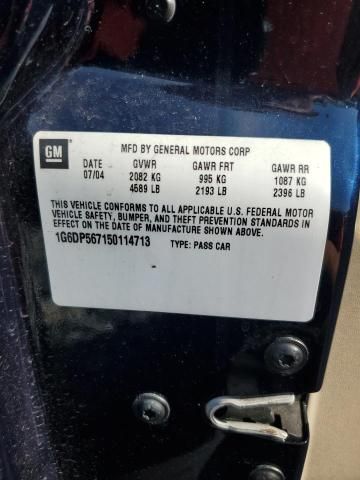 GM
MFD BY GENERAL MOTORS CORP
DATE GVWR GAWR FRT GAWR RR
07/04 2082 KG 995 KG 1087 KG
4589 LB 2193 LB 2396 LB
THIS VEHICLE CONFORMS TO ALL APPLICABLE U.S. FEDERAL MOTOR
VEHICLE SAFETY, BUMPER, AND THEFT PREVENTION STANDARDS IN
EFFECT ON THE DATE OF MANUFACTURE SHOWN ABOVE.
1G6DP567150114713 TYPE: PASS CAR